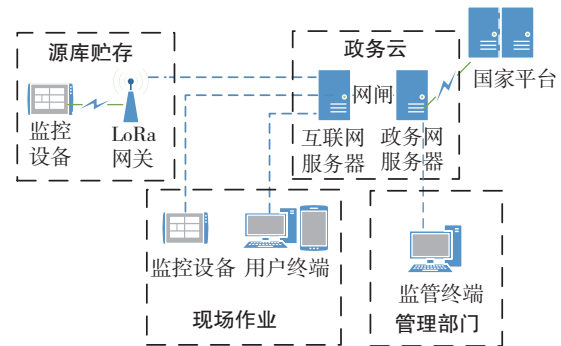 源库贮存
监控
设备
LoRa
网关
政务云
网闸
互联网
服务器
政务网
服务器
国家平台
监控设备
用户终端
现场作业
监管终端
管理部门